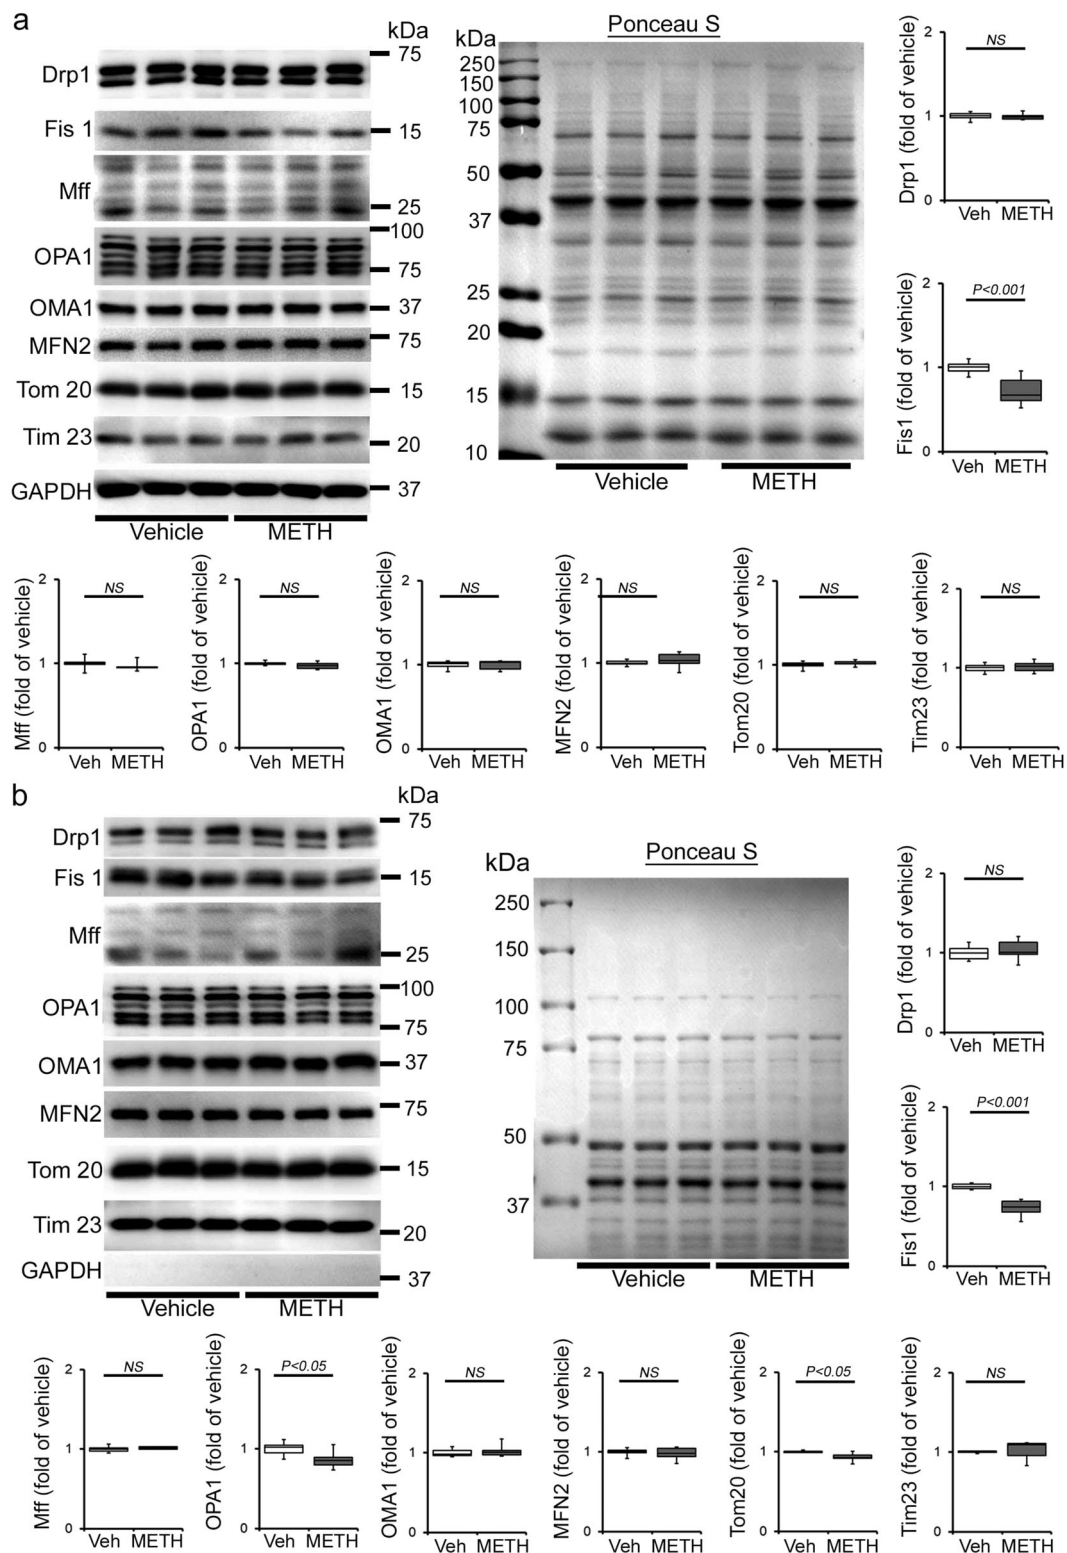 a
kDa
Drp1
75
Fis 1
15
Mff
25
OPA1
100
75
OMA1
37
MFN2
75
Tom 20
15
Tim 23
20
GAPDH
37
Vehicle METH
Ponceau S
kDa
250
150
100
75
50
37
25
20
15
10
Vehicle METH
Drp1 (fold of vehicle)
2
1
0
NS
Veh METH
Fis1 (fold of vehicle)
2
1
0
P<0.001
Veh METH
Mff (fold of vehicle)
2
1
0
NS
Veh METH
OPA1 (fold of vehicle)
2
1
0
NS
Veh METH
OMA1 (fold of vehicle)
2
1
0
NS
Veh METH
MFN2 (fold of vehicle)
2
1
0
NS
Veh METH
Tom20 (fold of vehicle)
2
1
0
NS
Veh METH
Tim23 (fold of vehicle)
2
1
0
NS
Veh METH
b
kDa
Drp1
75
Fis 1
15
Mff
25
OPA1
100
75
OMA1
37
MFN2
75
Tom 20
15
Tim 23
20
GAPDH
37
Vehicle METH
Ponceau S
kDa
250
150
100
75
50
37
Vehicle METH
Drp1 (fold of vehicle)
2
1
0
NS
Veh METH
Fis1 (fold of vehicle)
2
1
0
P<0.001
Veh METH
Mff (fold of vehicle)
2
1
0
NS
Veh METH
OPA1 (fold of vehicle)
2
1
0
P<0.05
Veh METH
OMA1 (fold of vehicle)
2
1
0
NS
Veh METH
MFN2 (fold of vehicle)
2
1
0
NS
Veh METH
Tom20 (fold of vehicle)
2
1
0
P<0.05
Veh METH
Tim23 (fold of vehicle)
2
1
0
NS
Veh METH